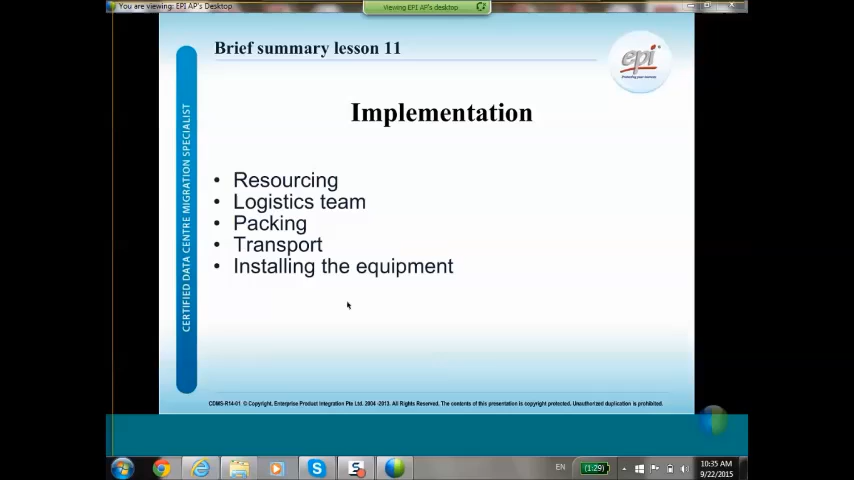 You are viewing: EPI AP's Desktop
Viewing EPI AP's desktop
Brief summary lesson 11
epi
Implementation
CERTIFIED DATA CENTRE MIGRATION SPECIALIST
• Resourcing
• Logistics team
• Packing
• Transport
• Installing the equipment
CDMS-R14-01 © Copyright, Enterprise Product Integration Pte Ltd. 2004 -2013. All Rights Reserved. The contents of this presentation is copyright protected. Unauthorized duplication is prohibited.
EN
(1:29)
10:35 AM
9/22/2015